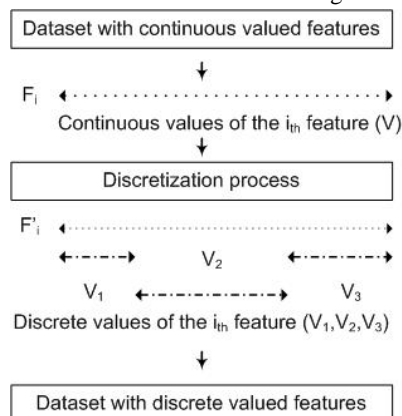 Dataset with continuous valued features
Fi
Continuous values of the ith feature (V)
Discretization process
F'i
V2
V1 V3
Discrete values of the ith feature (V1,V2,V3)
Dataset with discrete valued features